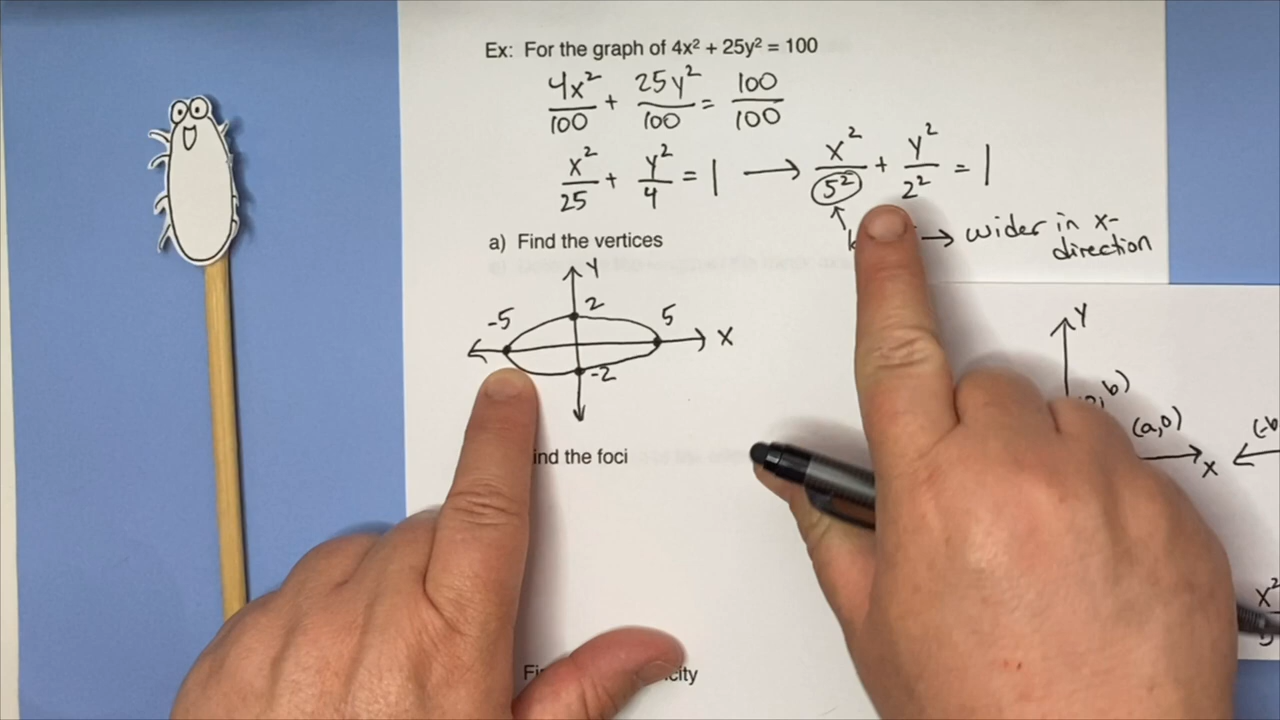 Ex: For the graph of 4x² + 25y² = 100
4x²/100 + 25y²/100 = 100/100
x²/25 + y²/4 = 1 → x²/5² + y²/2² = 1
→ wider in x-
direction
a) Find the vertices
Y
-5 2 5
X
-2
Y
(a,0)
X
ind the foci
x²